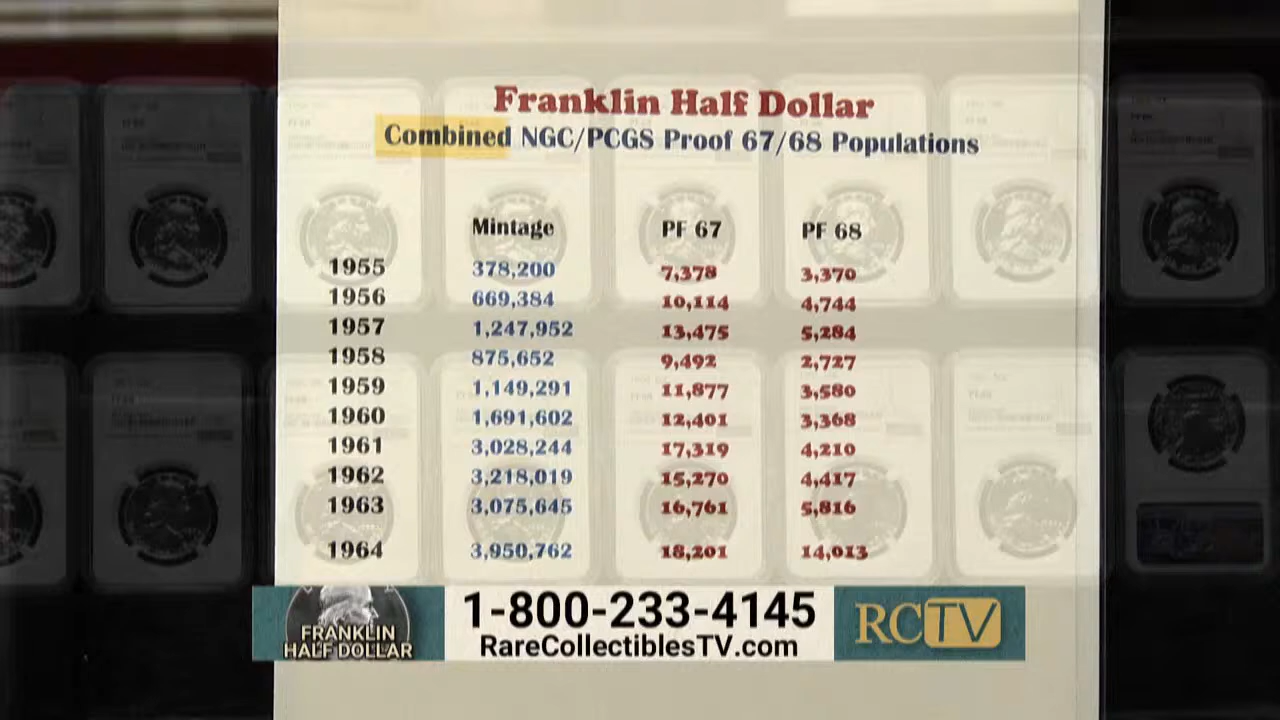 Franklin Half Dollar
Combined NGC/PCGS Proof 67/68 Populations
Mintage PF 67 PF 68
1955 378,200 7,378 3,370
1956 669,384 10,114 4,744
1957 1,247,952 13,475 5,284
1958 875,652 9,492 2,727
1959 1,149,291 11,877 3,580
1960 1,691,602 12,401 3,368
1961 3,028,244 17,319 4,210
1962 3,218,019 15,270 4,417
1963 3,075,645 16,761 5,816
1964 3,950,762 18,201 14,013
FRANKLIN
HALF DOLLAR
1-800-233-4145
RareCollectiblesTV.com
RCTV